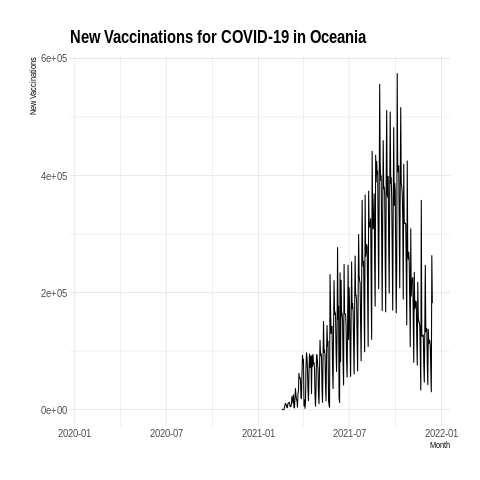 New Vaccinations for COVID-19 in Oceania
New Vaccinations
6e+05
4e+05
2e+05
0e+00
2020-01 2020-07 2021-01 2021-07 2022-01
Month